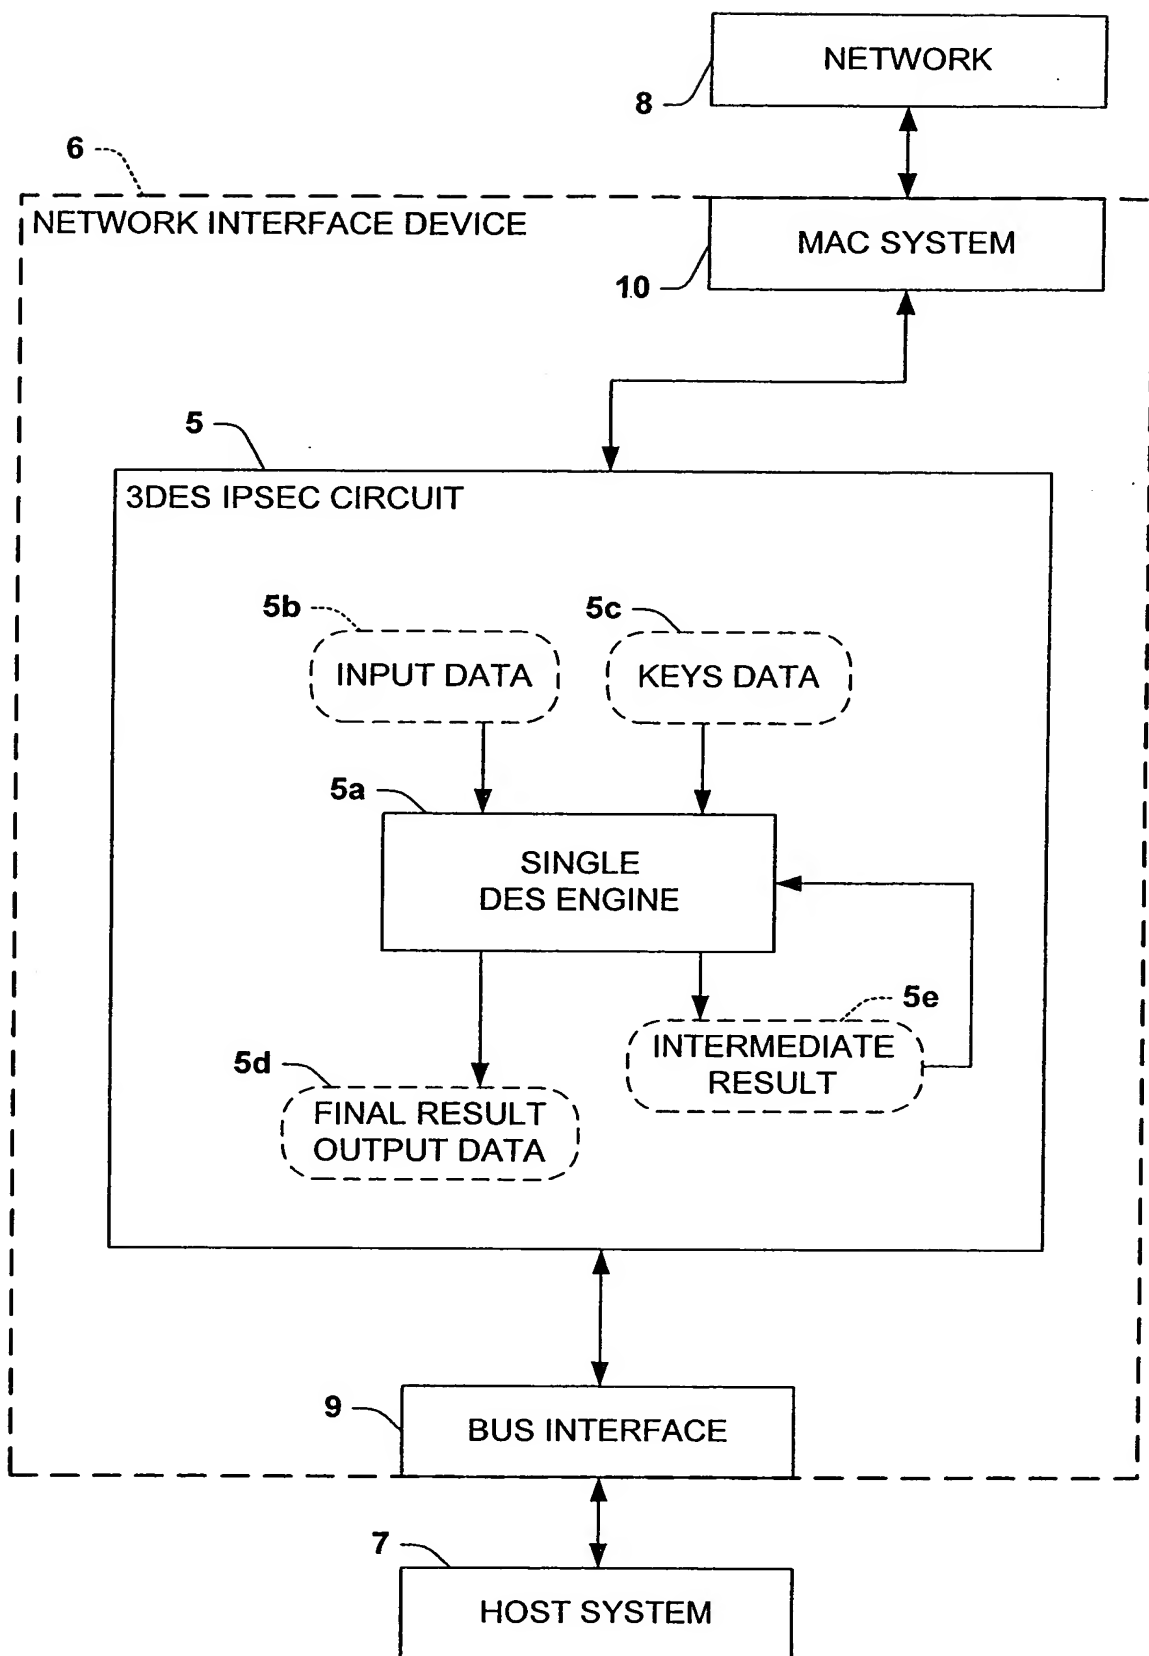 NETWORK
8
6
NETWORK INTERFACE DEVICE
MAC SYSTEM
10
5
3DES IPSEC CIRCUIT
5b
5c
INPUT DATA
KEYS DATA
5a
SINGLE
DES ENGINE
5e
INTERMEDIATE
RESULT
5d
FINAL RESULT
OUTPUT DATA
9
BUS INTERFACE
7
HOST SYSTEM